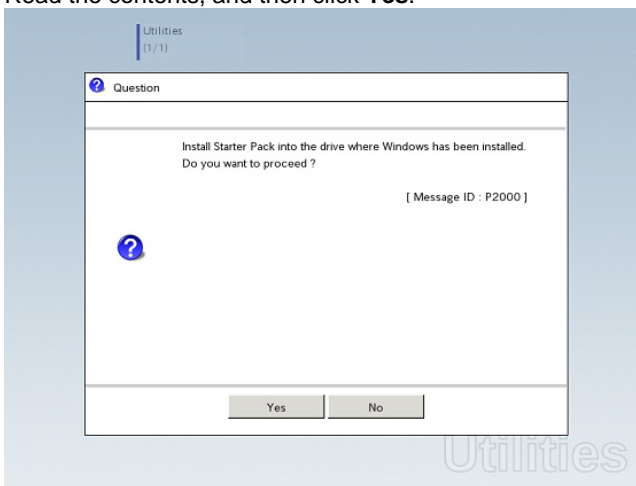 Read the contents, and then click Yes.
Utilities
(1/1)
Question
Install Starter Pack into the drive where Windows has been installed.
Do you want to proceed ?
[ Message ID : P2000 ]
Yes
No
Utilities